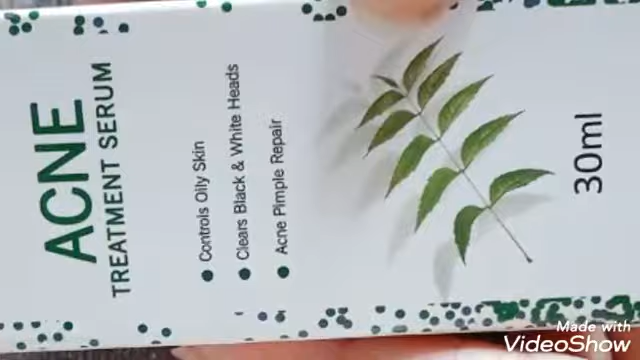 ACNE
TREATMENT SERUM
Controls Oily Skin
Clears Black & White Heads
Acne Pimple Repair
30ml
Made with
VideoShow